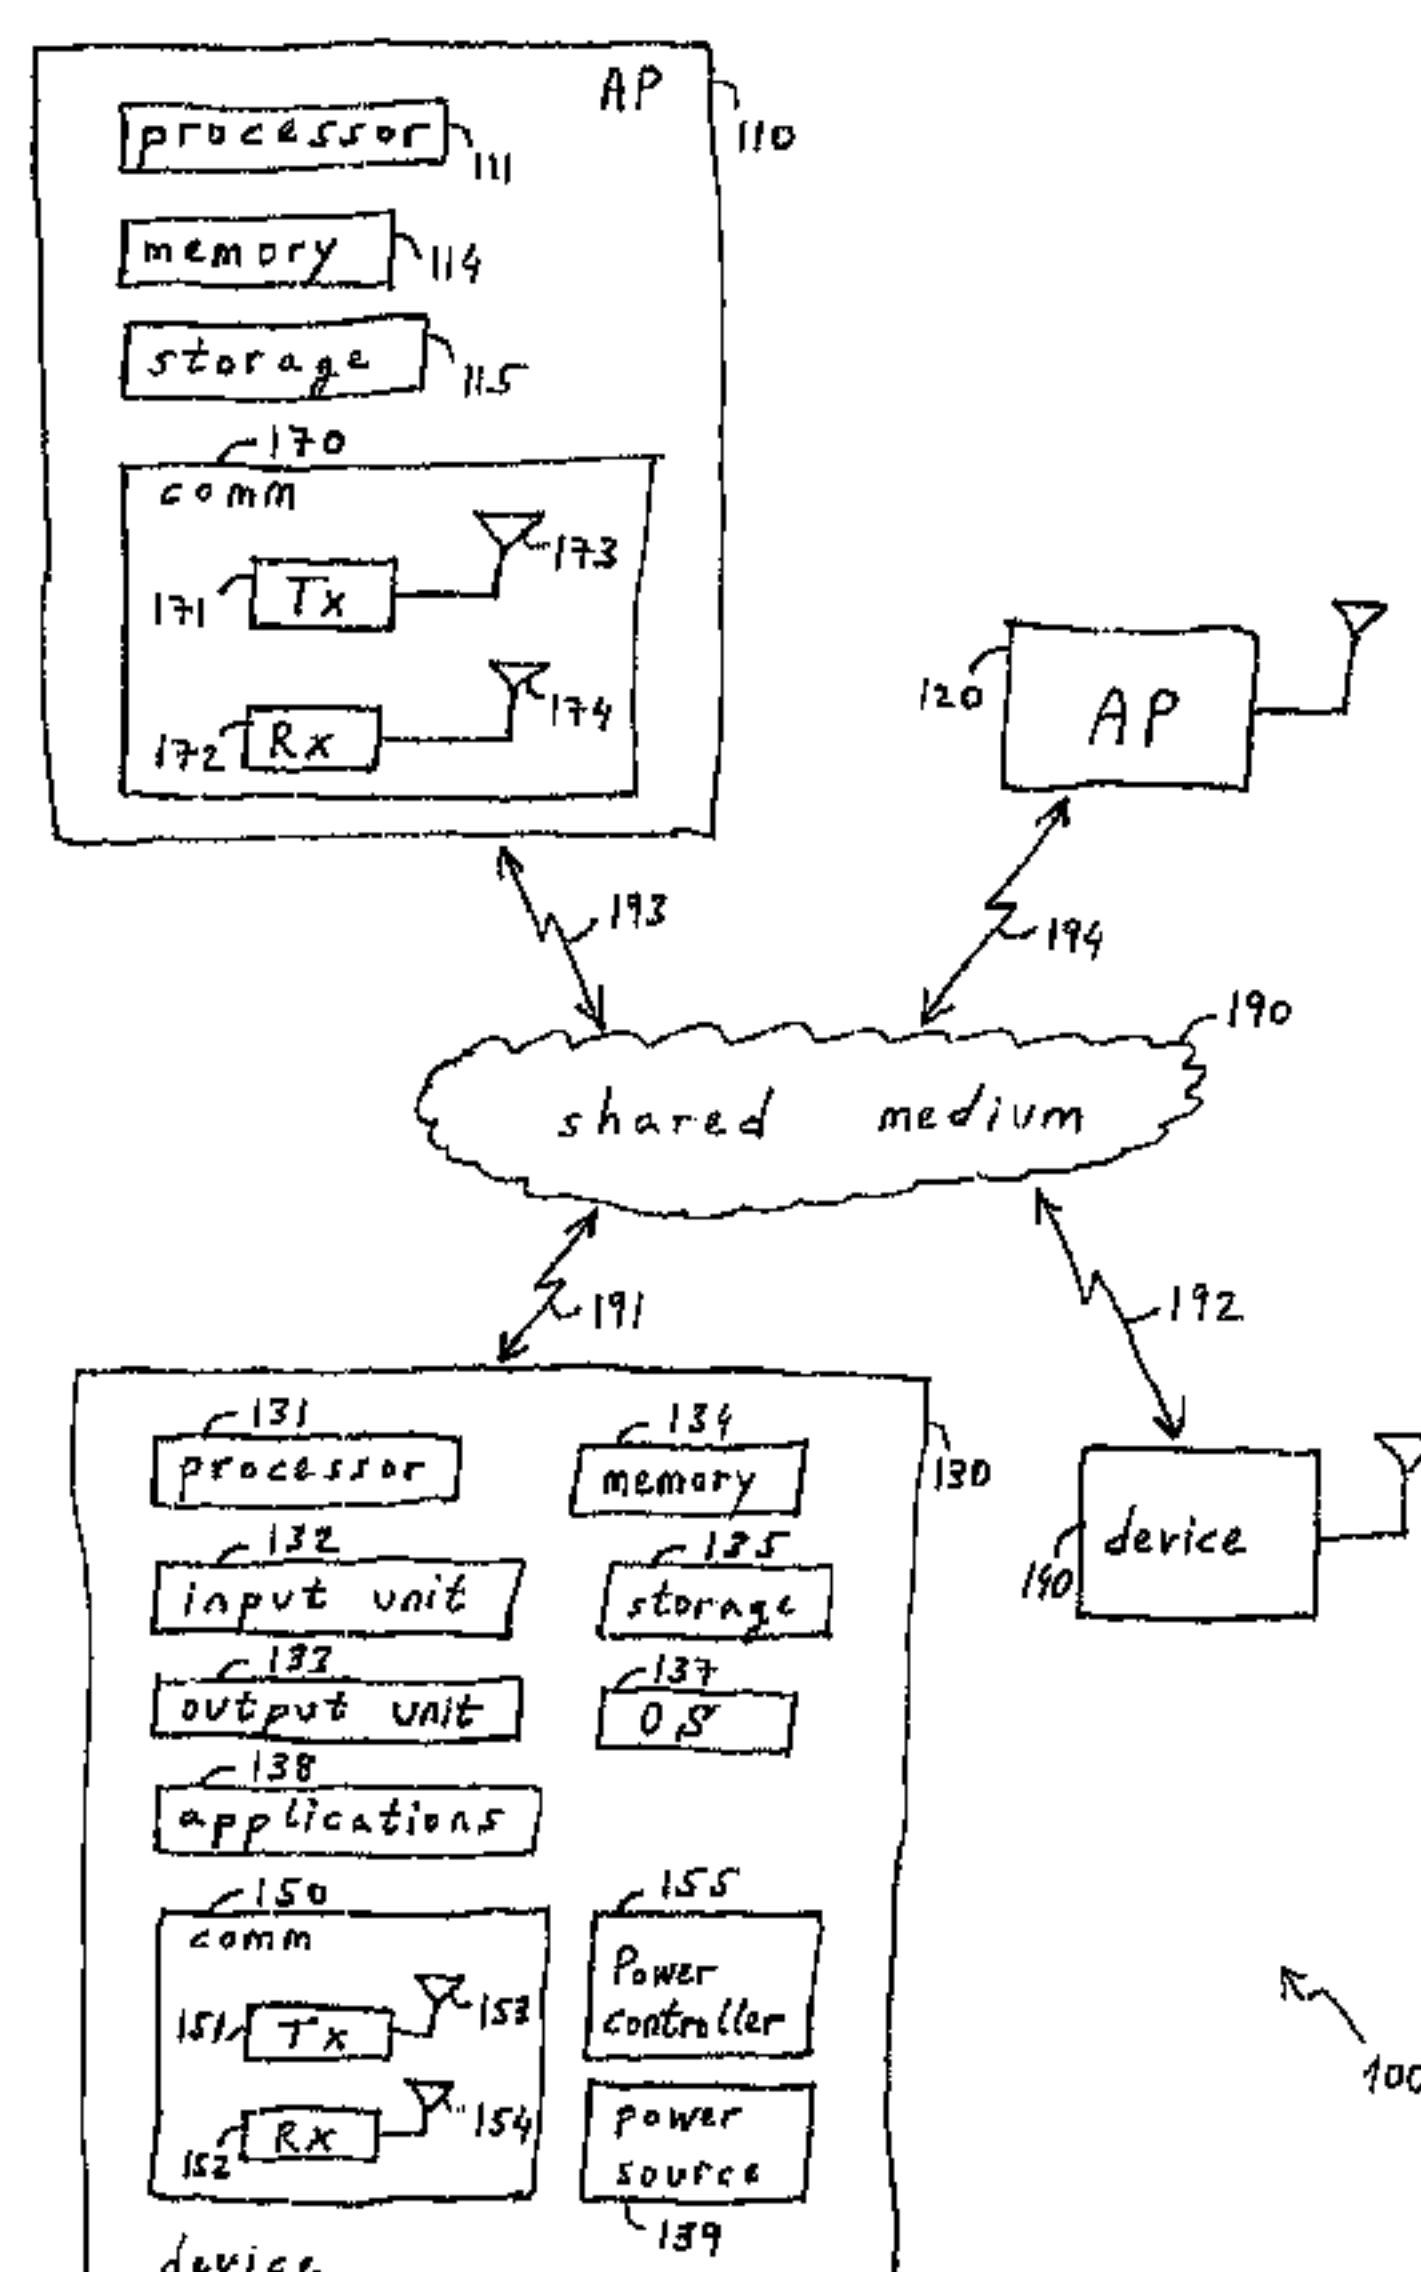 AP
110
processor
111
memory
114
storage
115
170
comm
173
171
Tx
174
172
Rx
120
AP
193
194
190
shared medium
191
192
131
processor
134
memory
130
132
input unit
135
storage
140
device
133
output unit
137
OS
138
applications
150
comm
155
Power
controller
151
Tx
153
152
Rx
154
power
source
139
100
device